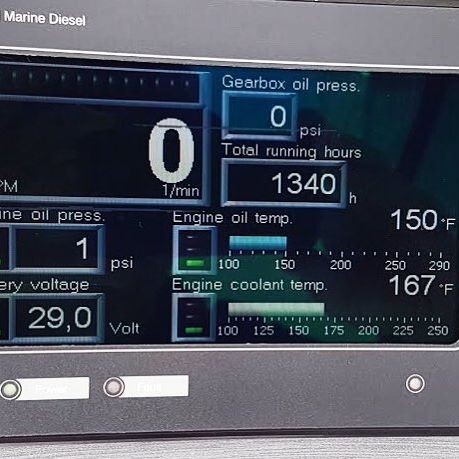 Marine Diesel
Gearbox oil press.
0 psi
0
1/min
PM
Total running hours
1340 h
ine oil press.
1 psi
Engine oil temp.
150 °F
100 150 200 250 290
ery voltage
29,0 Volt
Engine coolant temp.
167 °F
100 125 150 175 200 225 250
Power